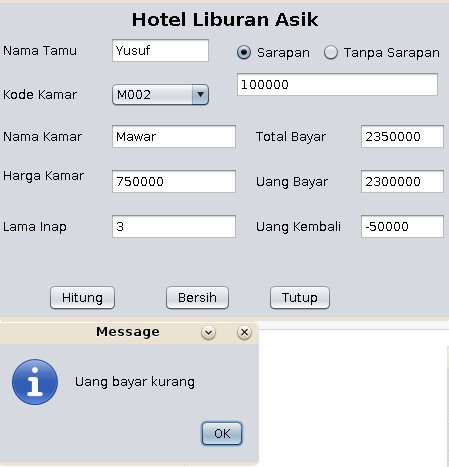 Hotel Liburan Asik
Nama Tamu Yusuf Sarapan Tanpa Sarapan
Kode Kamar M002 100000
Nama Kamar Mawar Total Bayar 2350000
Harga Kamar 750000 Uang Bayar 2300000
Lama Inap 3 Uang Kembali -50000
Hitung Bersih Tutup
Message
Uang bayar kurang
OK